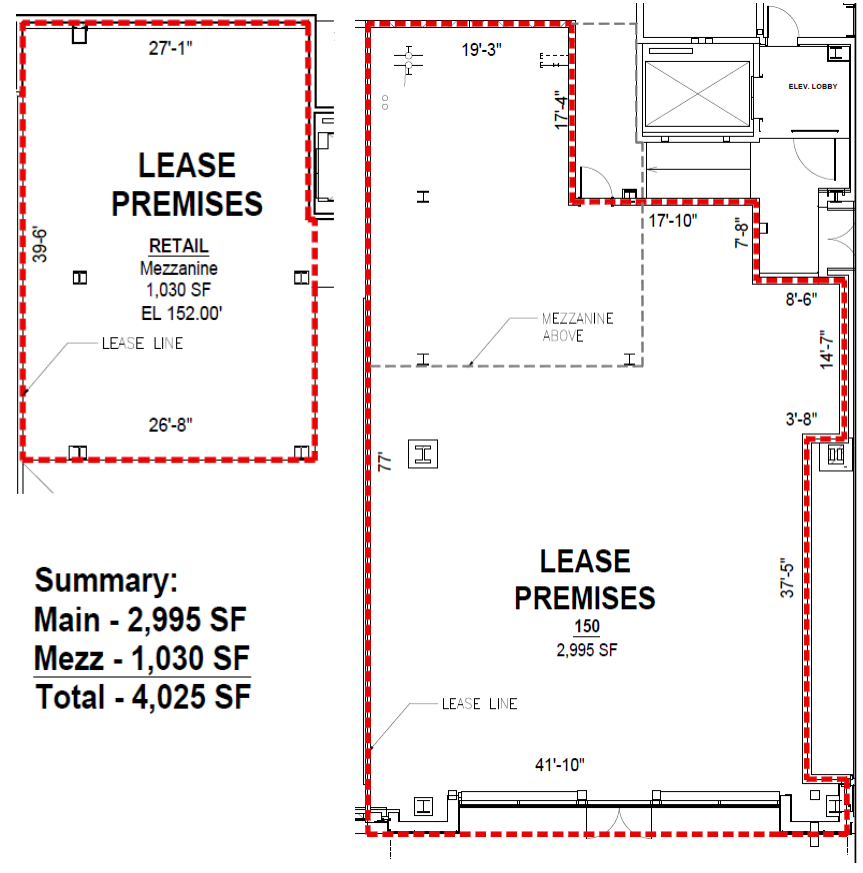 27'-1"
LEASE
PREMISES
RETAIL
Mezzanine
1,030 SF
EL 152.00'
39-6'
LEASE LINE
26'-8"
Summary:
Main - 2,995 SF
Mezz - 1,030 SF
Total - 4,025 SF
19'-3"
17'-4"
ELEV. LOBBY
17'-10"
7'-8"
8'-6"
14'-7"
3'-8"
MEZZANINE
ABOVE
77'
37'-5"
LEASE
PREMISES
150
2,995 SF
LEASE LINE
41'-10"